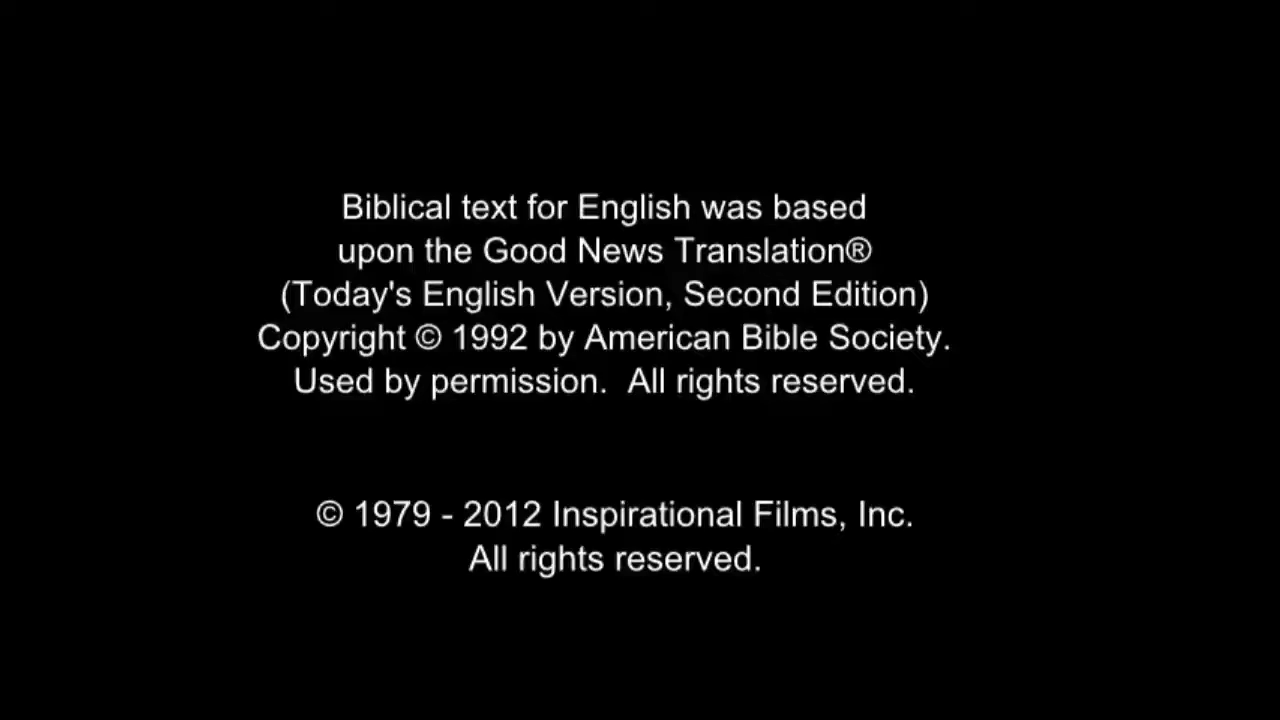 Biblical text for English was based
upon the Good News Translation®
(Today's English Version, Second Edition)
Copyright © 1992 by American Bible Society.
Used by permission.  All rights reserved.
© 1979 - 2012 Inspirational Films, Inc.
All rights reserved.